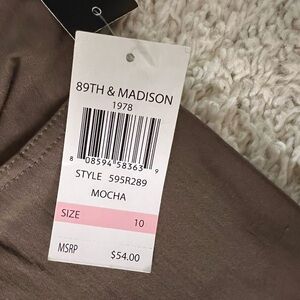 89TH & MADISON
1978
8 08594 58363 9
STYLE 595R289
MOCHA
SIZE 10
MSRP $54.00